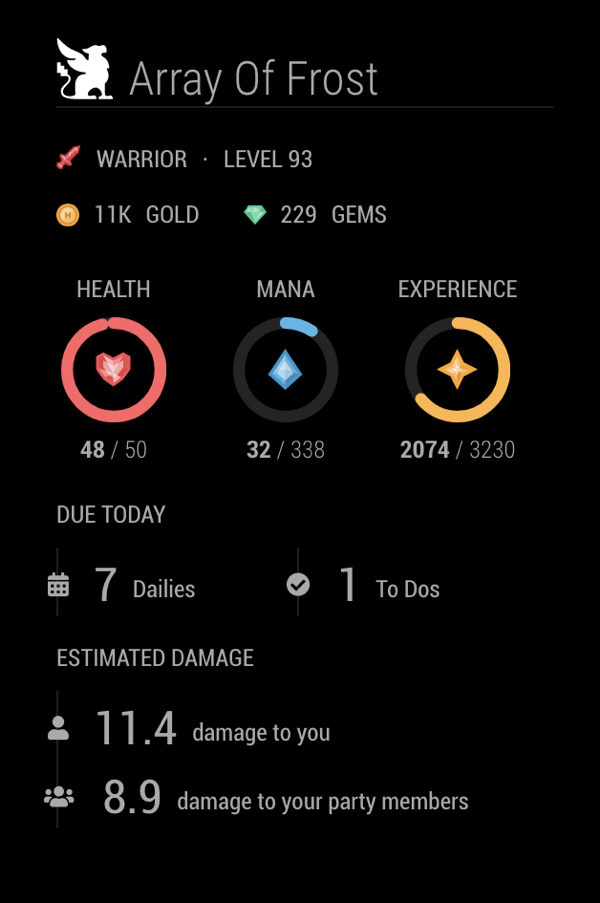 Array Of Frost
WARRIOR · LEVEL 93
11K GOLD 229 GEMS
HEALTH MANA EXPERIENCE
48 / 50 32 / 338 2074 / 3230
DUE TODAY
7 Dailies 1 To Dos
ESTIMATED DAMAGE
11.4 damage to you
8.9 damage to your party members